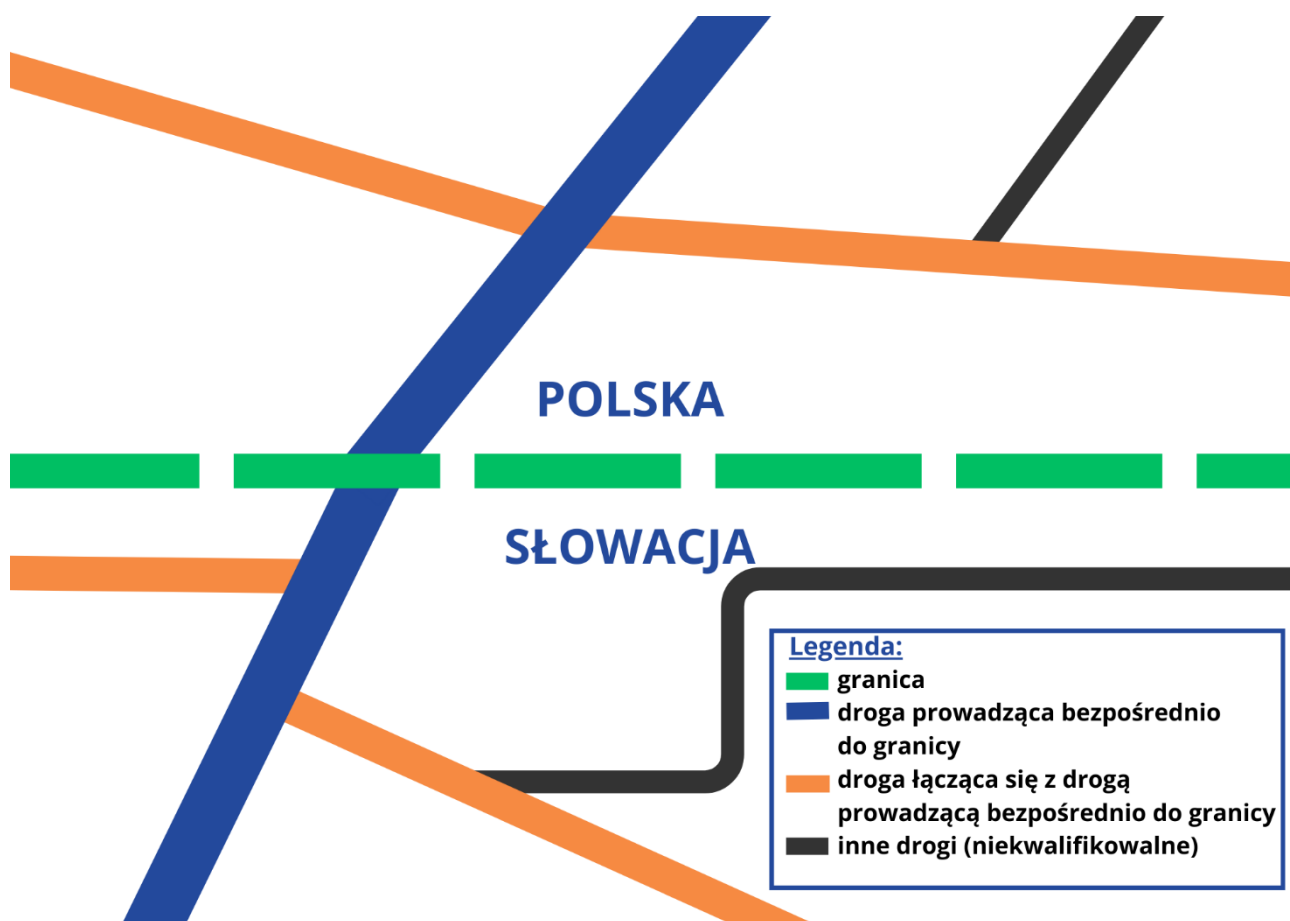 POLSKA
SŁOWACJA
Legenda:
granica
droga prowadząca bezpośrednio
do granicy
droga łącząca się z drogą
prowadzącą bezpośrednio do granicy
inne drogi (niekwalifikowalne)